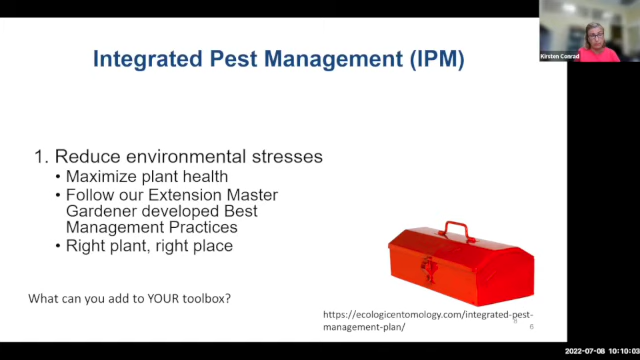 Integrated Pest Management (IPM)
Kirsten Conrad
1. Reduce environmental stresses
• Maximize plant health
• Follow our Extension Master
Gardener developed Best
Management Practices
• Right plant, right place
What can you add to YOUR toolbox?
https://ecologicentomology.com/integrated-pest-
management-plan/
6
2022-07-08 10:10:03